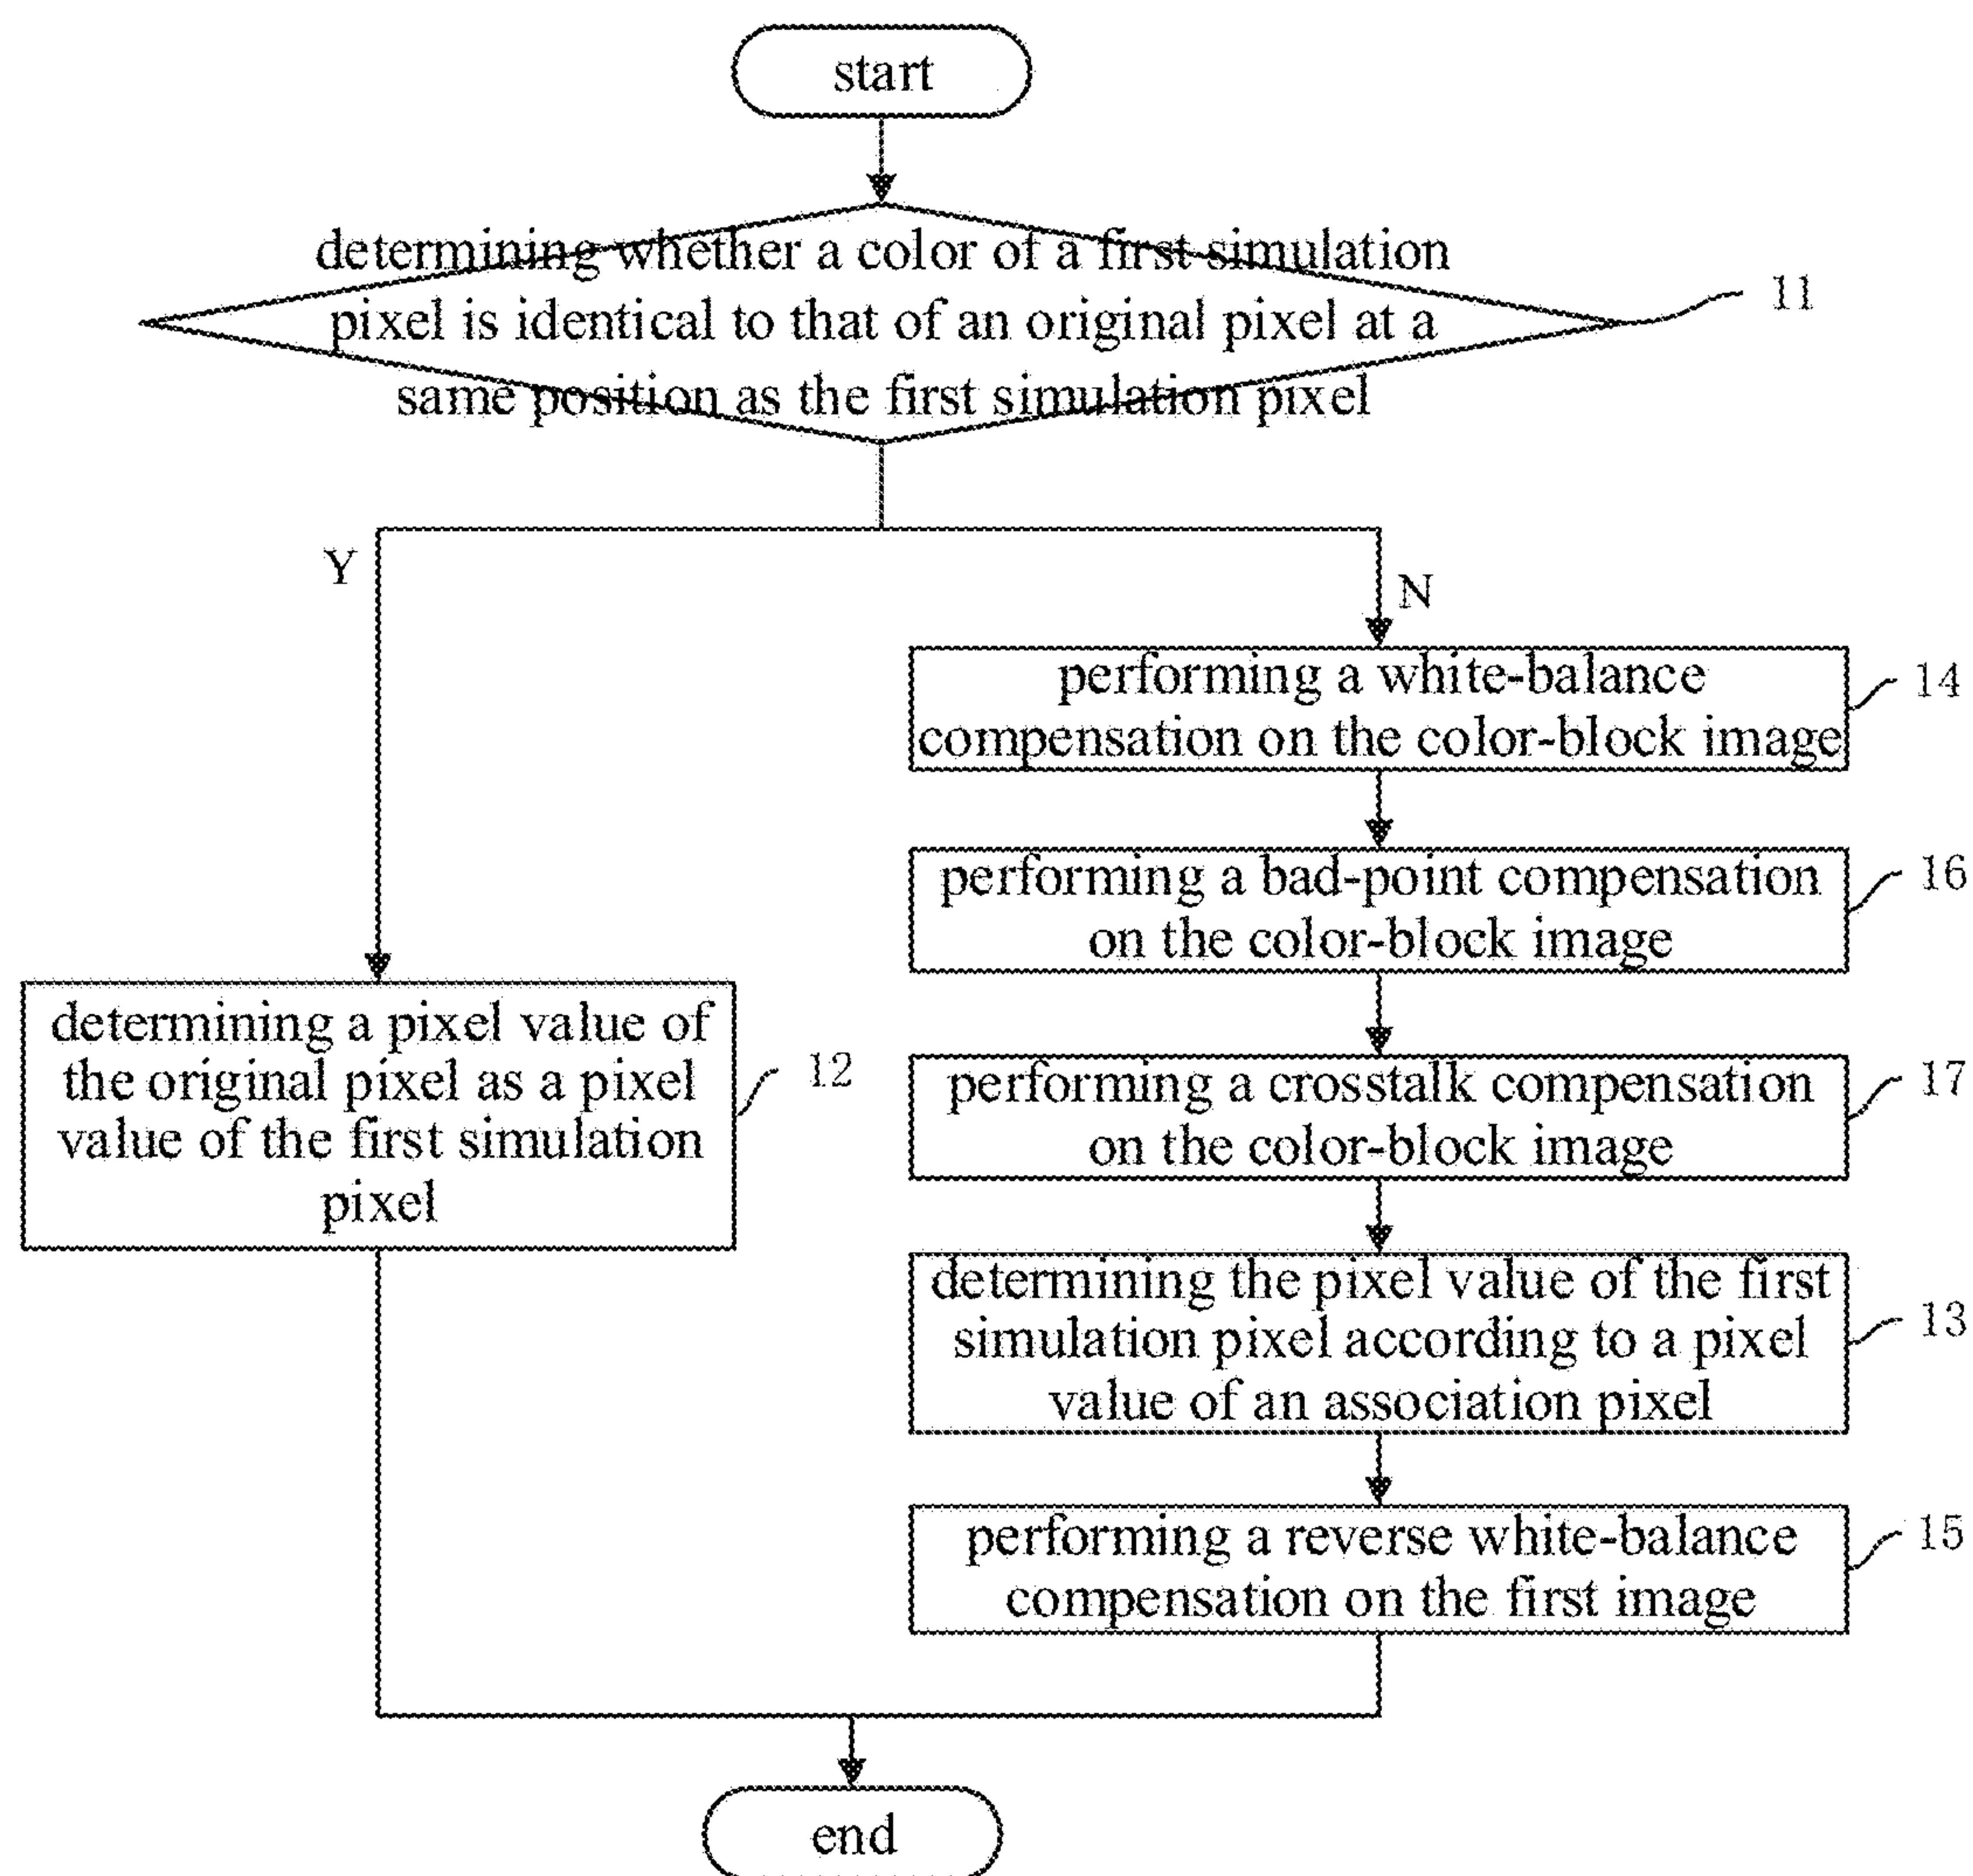 start
determining whether a color of a first simulation
pixel is identical to that of an original pixel at a
same position as the first simulation pixel
11
Y
N
performing a white-balance
compensation on the color-block image
14
performing a bad-point compensation
on the color-block image
16
determining a pixel value of
the original pixel as a pixel
value of the first simulation
pixel
12
performing a crosstalk compensation
on the color-block image
17
determining the pixel value of the first
simulation pixel according to a pixel
value of an association pixel
13
performing a reverse white-balance
compensation on the first image
15
end